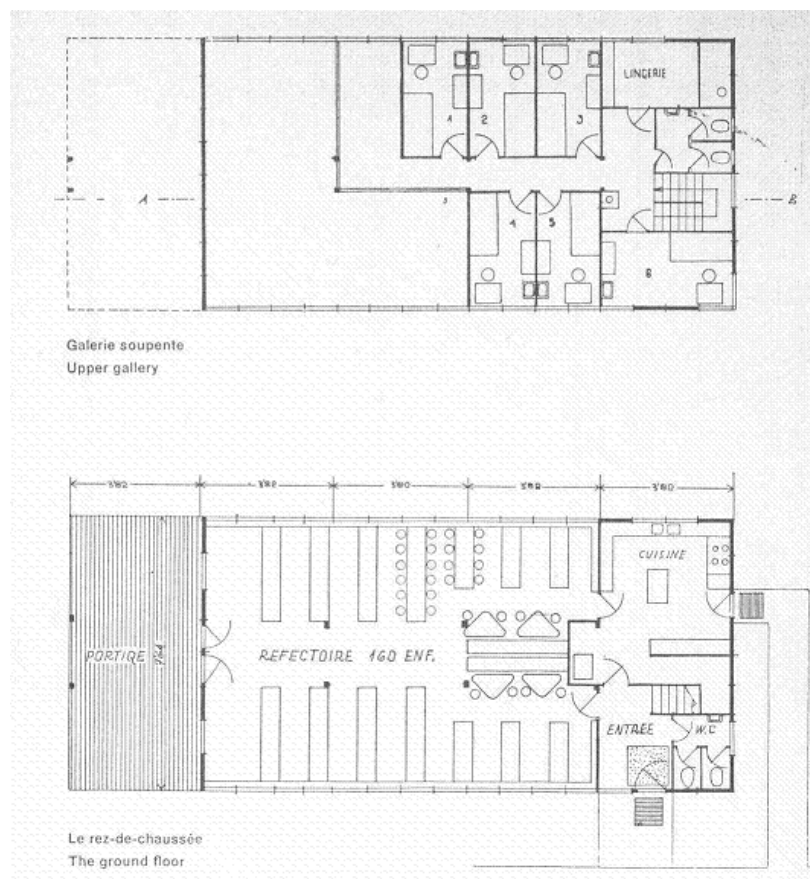 LINGERIE
1 2 3
A B
4 5
6
Galerie soupente
Upper gallery
CUISINE
PORTIQUE REFECTOIRE 160 ENF.
ENTRÉE W.C
Le rez-de-chaussée
The ground floor